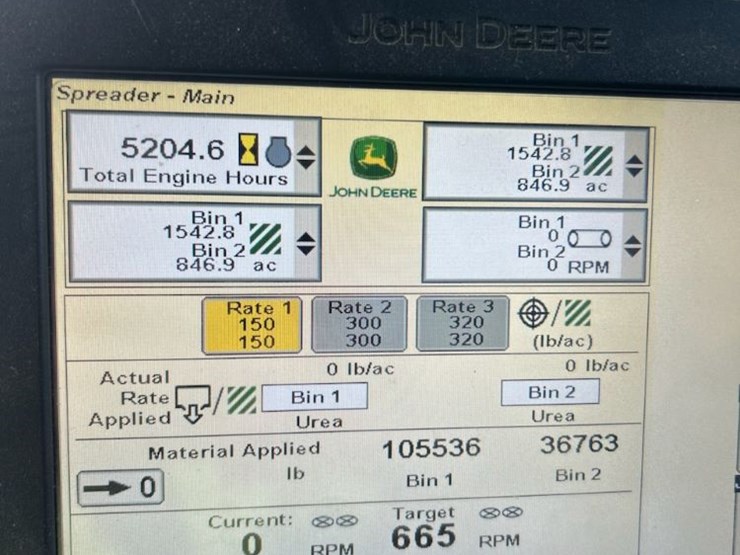 JOHN DEERE
Spreader - Main
5204.6
Total Engine Hours
JOHN DEERE
Bin 1
1542.8
Bin 2
846.9 ac
Bin 1
1542.8
Bin 2
846.9 ac
Bin 1
0
Bin 2
0 RPM
Rate 1
150
150
Rate 2
300
300
Rate 3
320
320
/
(lb/ac)
0 lb/ac
0 lb/ac
Actual
Rate
Applied
/
Bin 1
Bin 2
Urea
Urea
Material Applied
105536
36763
lb
Bin 1
Bin 2
0
Current:
Target
0 RPM
665 RPM